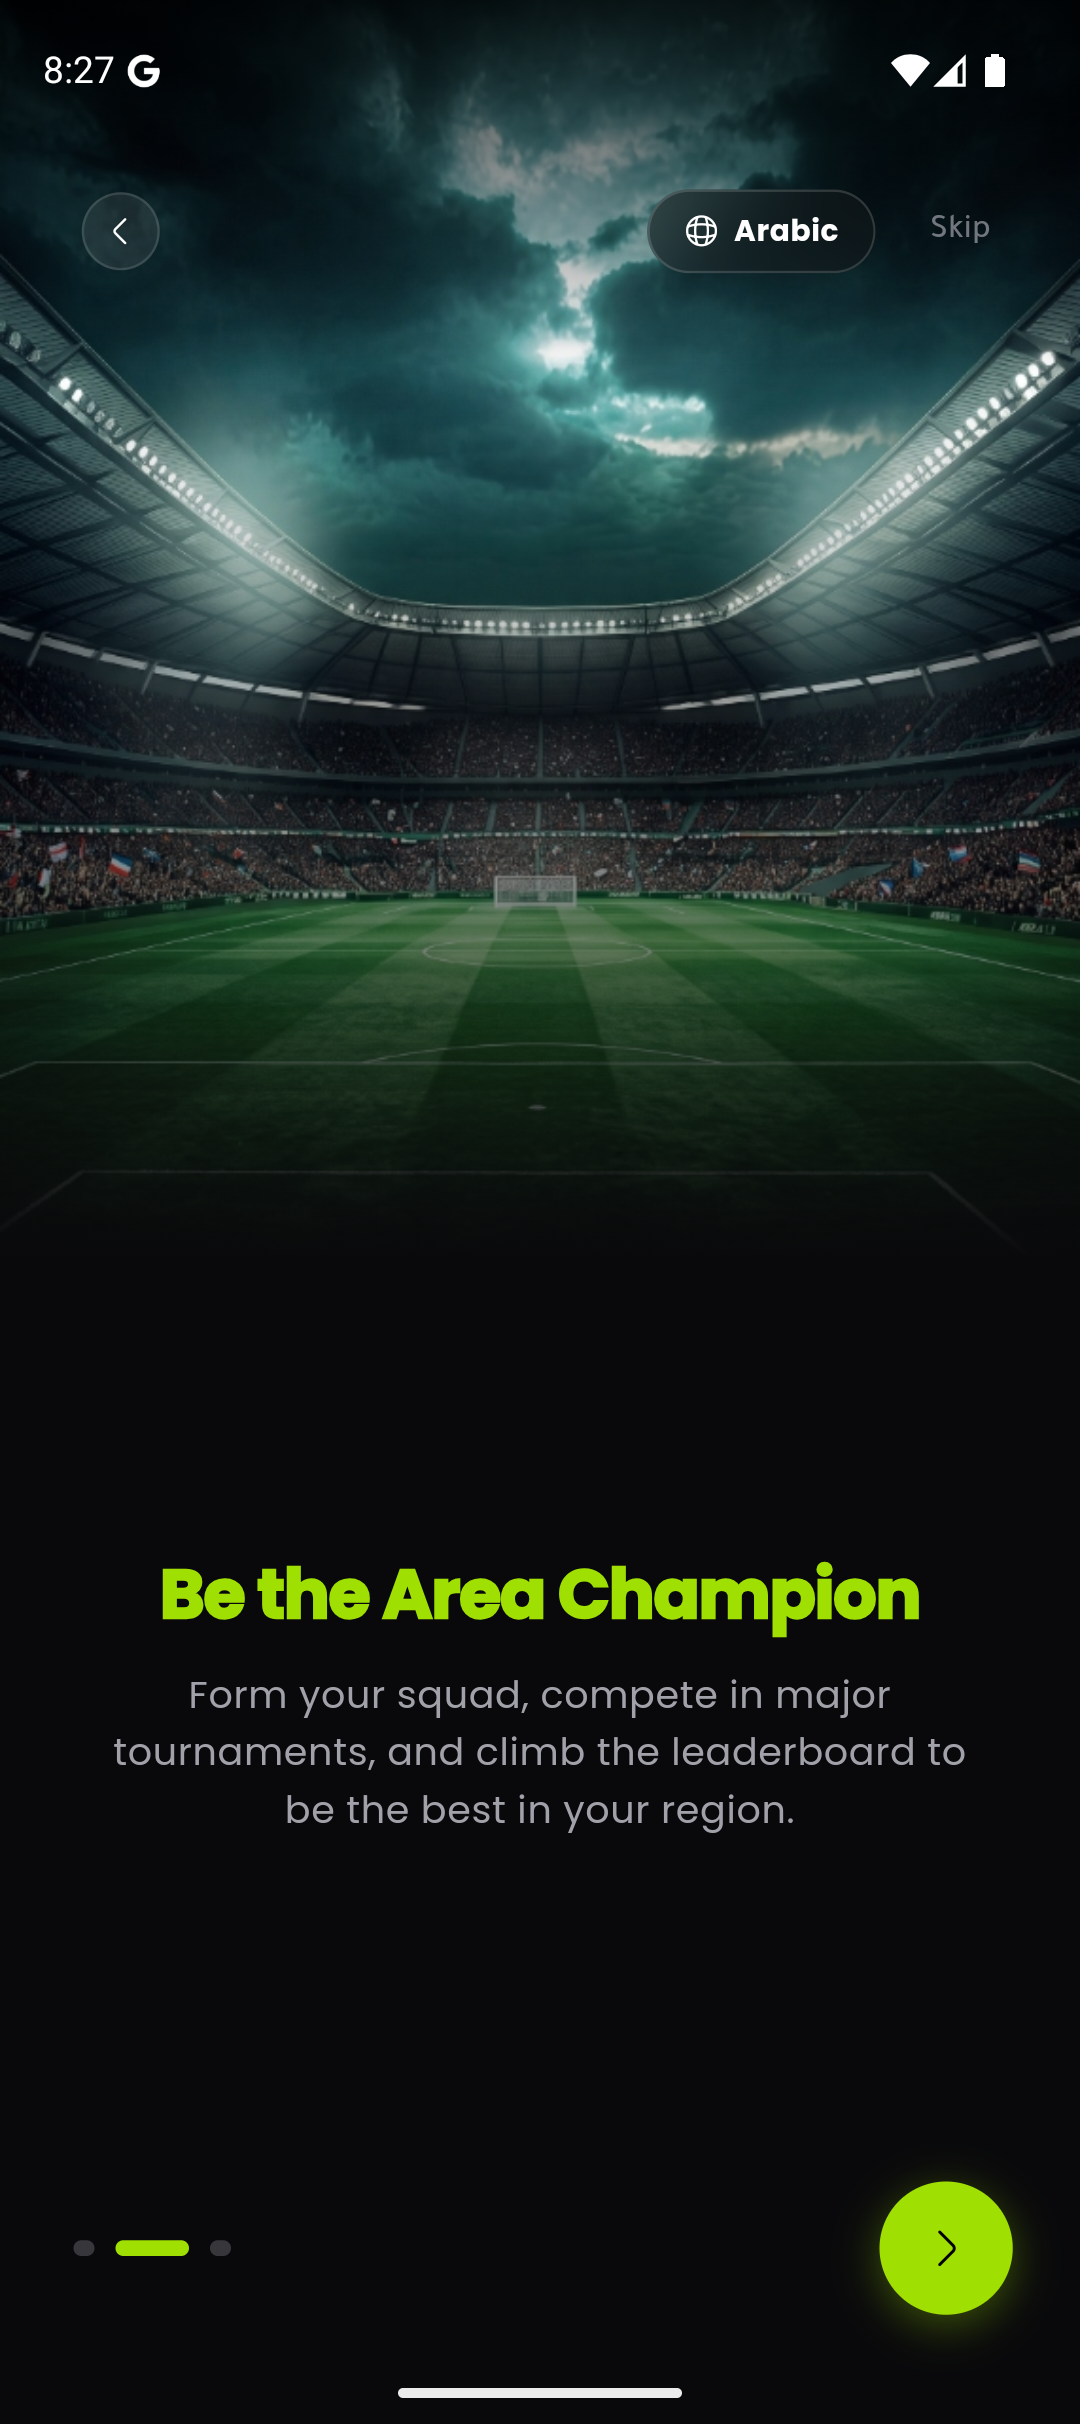 8:27
Arabic
Skip
Be the Area Champion
Form your squad, compete in major
tournaments, and climb the leaderboard to
be the best in your region.